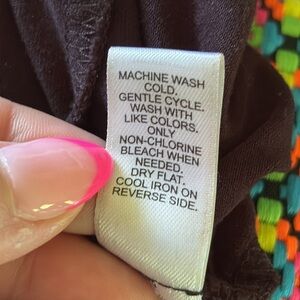 MACHINE WASH
COLD.
GENTLE CYCLE.
WASH WITH
LIKE COLORS.
ONLY
NON-CHLORINE
BLEACH WHEN
NEEDED.
DRY FLAT.
COOL IRON ON
REVERSE SIDE.